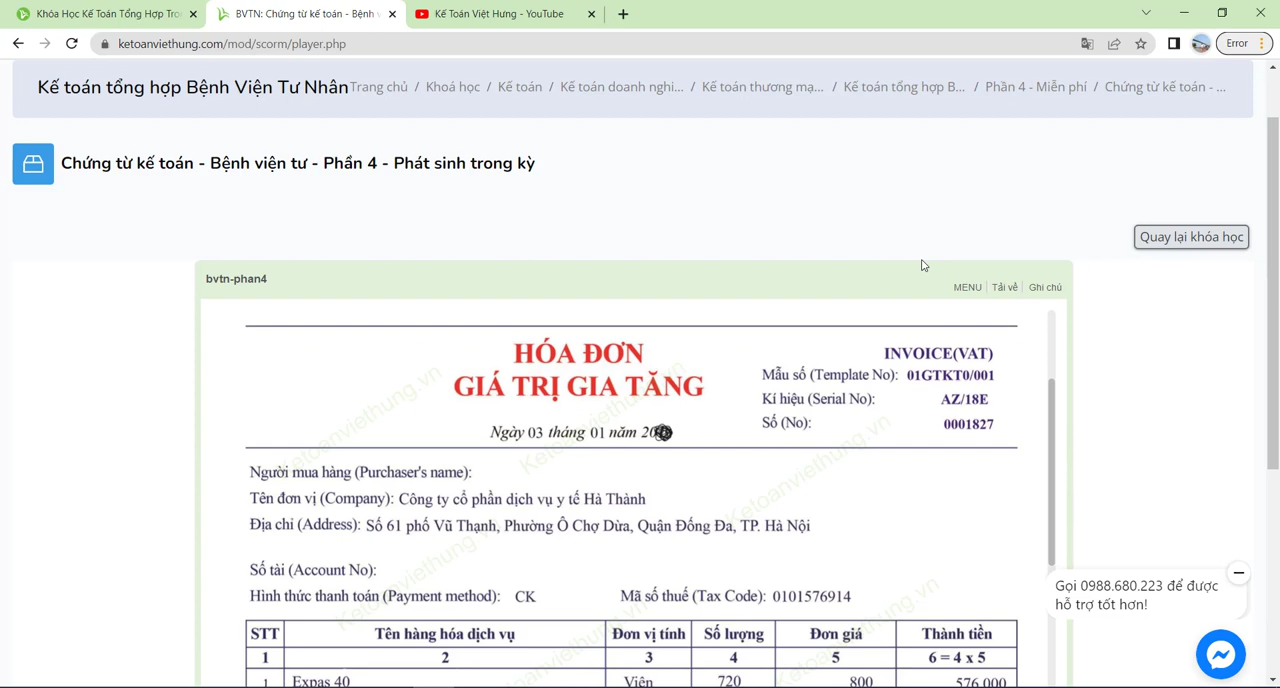 Khóa Học Kế Toán Tổng Hợp Tro
BVTN: Chứng từ kế toán - Bệnh v
Kế Toán Việt Hưng - YouTube
ketoanviethung.com/mod/scorm/player.php
Error
Kế toán tổng hợp Bệnh Viện Tư Nhân
Trang chủ / Khoá học / Kế toán / Kế toán doanh nghi... / Kế toán thương mạ... / Kế toán tổng hợp B... / Phần 4 - Miễn phí / Chứng từ kế toán - ...
Chứng từ kế toán - Bệnh viện tư - Phần 4 - Phát sinh trong kỳ
Quay lại khóa học
bvtn-phan4
MENU Tải về Ghi chú
HÓA ĐƠN
GIÁ TRỊ GIA TĂNG
Ngày 03 tháng 01 năm 20
INVOICE(VAT)
Mẫu số (Template No): 01GTKT0/001
Kí hiệu (Serial No): AZ/18E
Số (No): 0001827
Người mua hàng (Purchaser's name):
Tên đơn vị (Company): Công ty cổ phần dịch vụ y tế Hà Thành
Địa chỉ (Address): Số 61 phố Vũ Thạnh, Phường Ô Chợ Dừa, Quận Đống Đa, TP. Hà Nội
Số tài (Account No):
Hình thức thanh toán (Payment method): CK Mã số thuế (Tax Code): 0101576914
STT Tên hàng hóa dịch vụ Đơn vị tính Số lượng Đơn giá Thành tiền
1 2 3 4 5 6 = 4 x 5
1 Expas 40 Viên 720 800 576.000
Gọi 0988.680.223 để được
hỗ trợ tốt hơn!
Ketoanviethung.vn
Ketoanviethung.vn
Ketoanviethung.vn
Ketoanviethung.vn